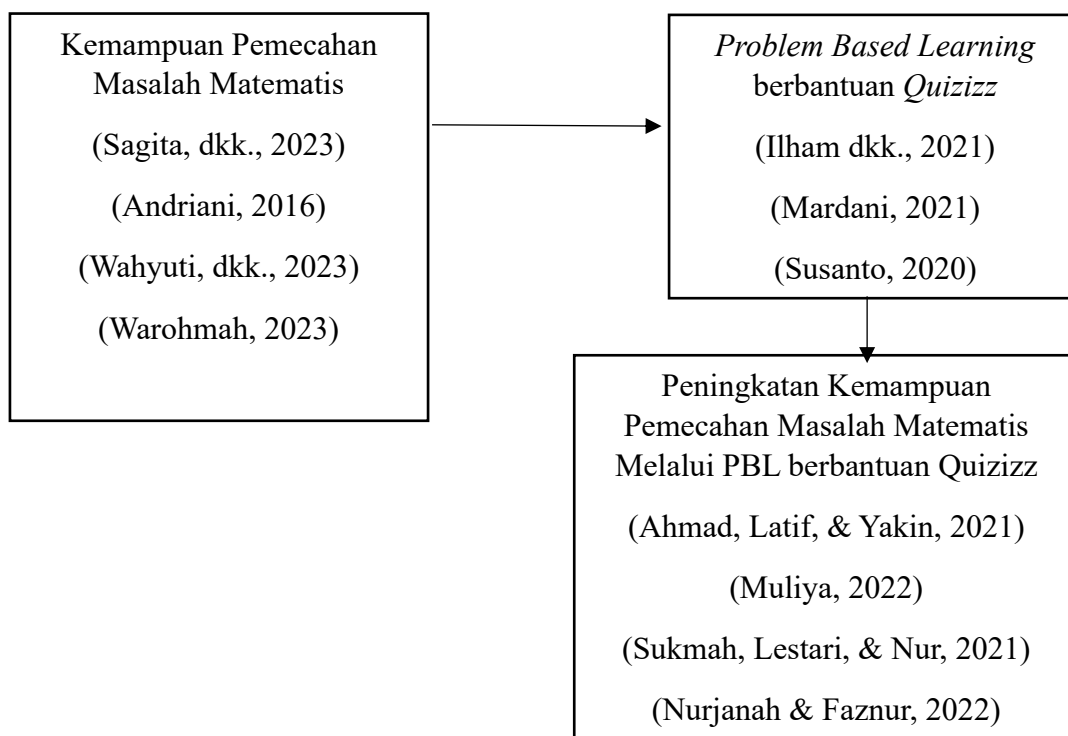 Kemampuan Pemecahan
Masalah Matematis
(Sagita, dkk., 2023)
(Andriani, 2016)
(Wahyuti, dkk., 2023)
(Warohmah, 2023)
Problem Based Learning
berbantuan Quizizz
(Ilham dkk., 2021)
(Mardani, 2021)
(Susanto, 2020)
Peningkatan Kemampuan
Pemecahan Masalah Matematis
Melalui PBL berbantuan Quizizz
(Ahmad, Latif, & Yakin, 2021)
(Muliya, 2022)
(Sukmah, Lestari, & Nur, 2021)
(Nurjanah & Faznur, 2022)